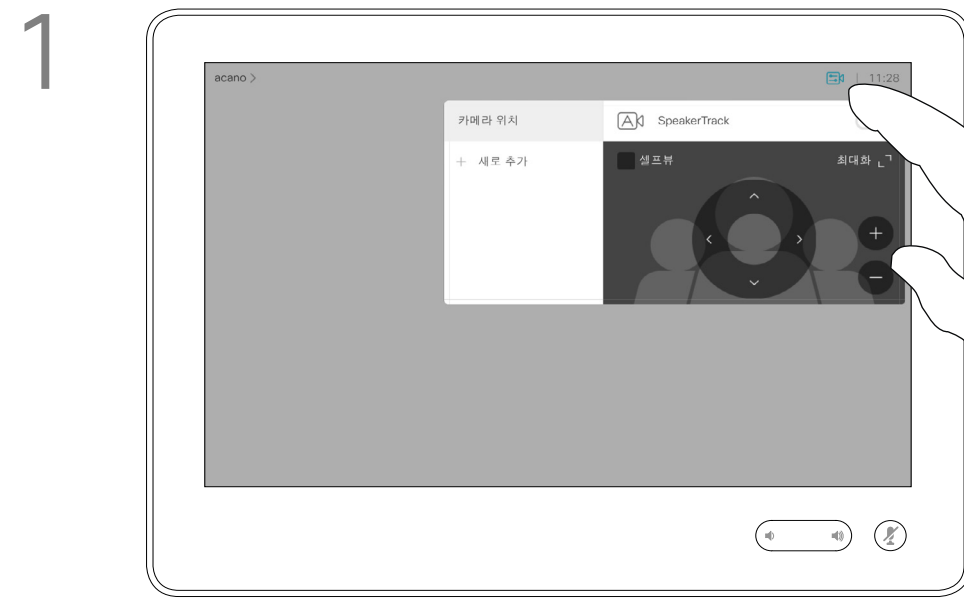 1
acano >
11:28
카메라 위치
SpeakerTrack
+ 새로 추가
셀프뷰
최대화